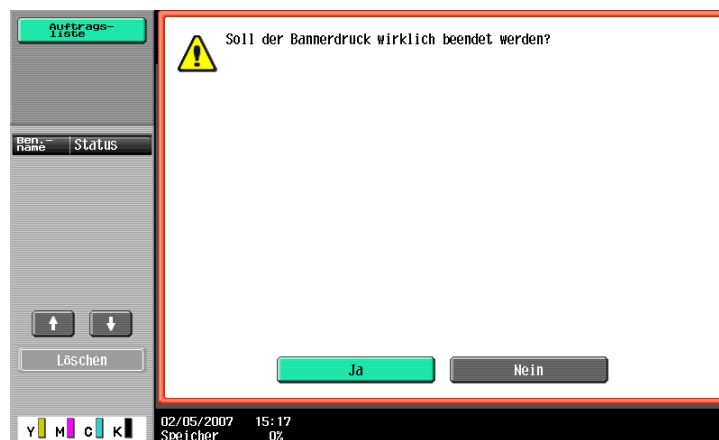 Auftrags-
liste
Soll der Bannerdruck wirklich beendet werden?
Ben.-
name
Status
Löschen
Ja
Nein
Y M C K
02/05/2007 15:17
Speicher 0%